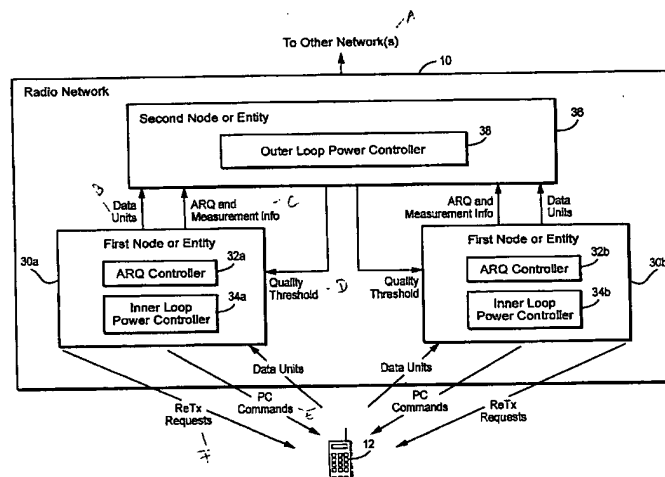 A
To Other Network(s)
10
Radio Network
Second Node or Entity
38
Outer Loop Power Controller
38
B
Data Units
ARQ and Measurement Info
C
ARQ and Measurement Info
Data Units
First Node or Entity
30a
ARQ Controller
32a
Inner Loop Power Controller
34a
Quality Threshold
D
Quality Threshold
First Node or Entity
30b
ARQ Controller
32b
Inner Loop Power Controller
34b
Data Units
Data Units
PC Commands
E
PC Commands
ReTx Requests
F
ReTx Requests
12